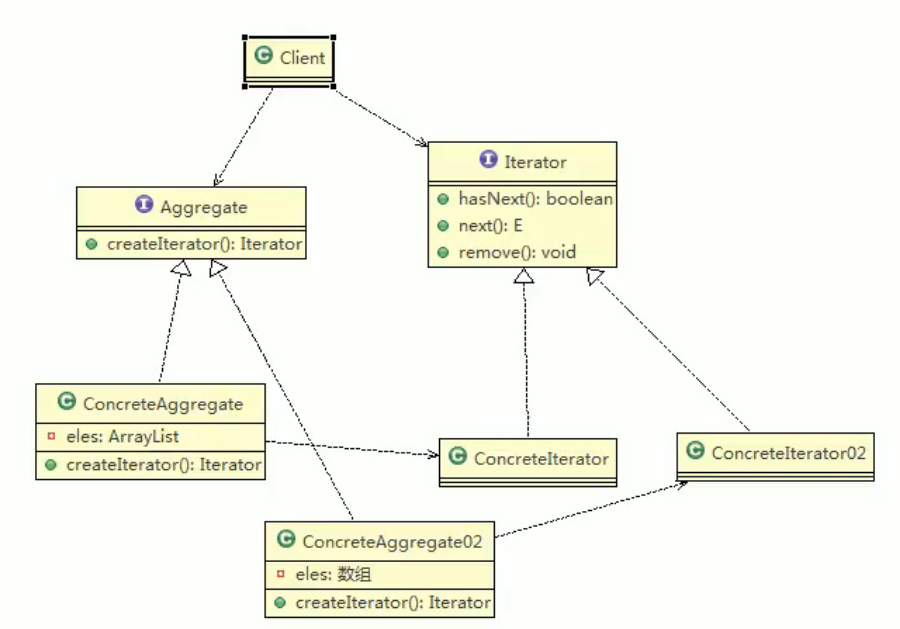 Client
Iterator
hasNext(): boolean
next(): E
remove(): void
Aggregate
createIterator(): Iterator
ConcreteAggregate
eles: ArrayList
createIterator(): Iterator
ConcreteIterator
ConcreteIterator02
ConcreteAggregate02
eles: 数组
createIterator(): Iterator